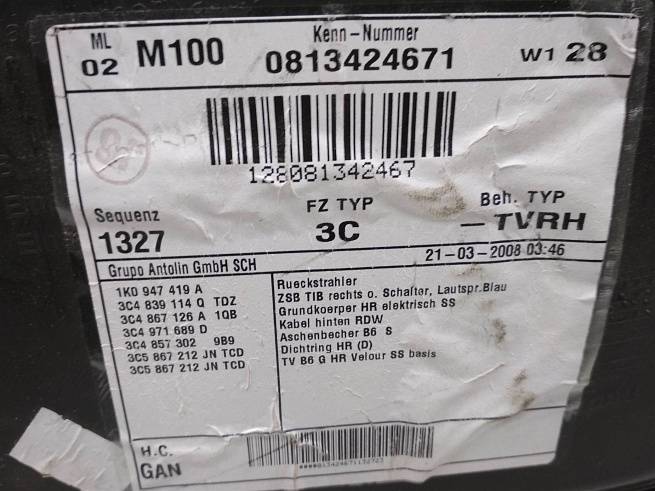 ML
02 M100
Kenn-Nummer
0813424671
W1 28
128081342467
Sequenz
1327
FZ TYP
3C
Beh. TYP
-TVRH
Grupo Antolin GmbH SCH
21-03-2008 03:46
1K0 947 419 A
3C4 839 114 Q TDZ
3C4 867 126 A 1QB
3C4 971 689 D
3C4 857 302 9B9
3C5 867 212 JN TCD
3C5 867 212 JN TCD
Rueckstrahler
ZSB TIB rechts o. Schalter, Lautspr.Blau
Grundkoerper HR elektrisch SS
Kabel hinten RDW
Aschenbecher B6 S
Dichtring HR (D)
TV B6 G HR Velour SS basis
H.C.
GAN